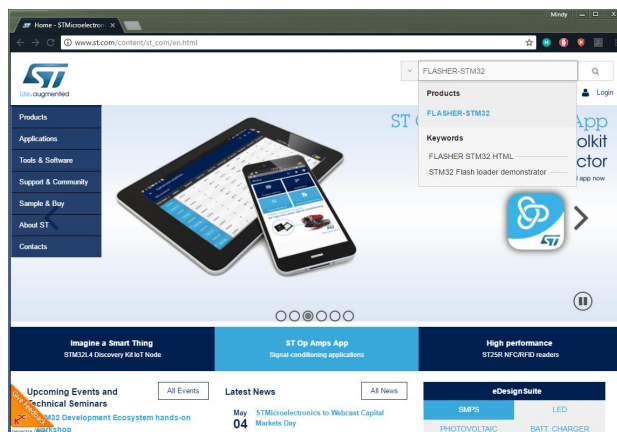 Mindy
Home - STMicroelectroni
www.st.com/content/st_com/en.html
life.augmented
FLASHER-STM32
Login
Products
FLASHER-STM32
Keywords
FLASHER STM32.HTML
STM32 Flash loader demonstrator
Products
Applications
Tools & Software
Support & Community
Sample & Buy
About ST
Contacts
ST
App
olkit
ctor
app now
Imagine a Smart Thing
STM32L4 Discovery Kit IoT Node
ST Op Amps App
Signal-conditioning applications
High performance
ST25R NFC/RFID readers
Upcoming Events and
Technical Seminars
All Events
STM32 Development Ecosystem hands-on
workshop
Give Feedback
Latest News
All News
May
04
STMicroelectronics to Webcast Capital
Markets Day
eDesignSuite
SMPS
LED
PHOTOVOLTAIC
BATT. CHARGER